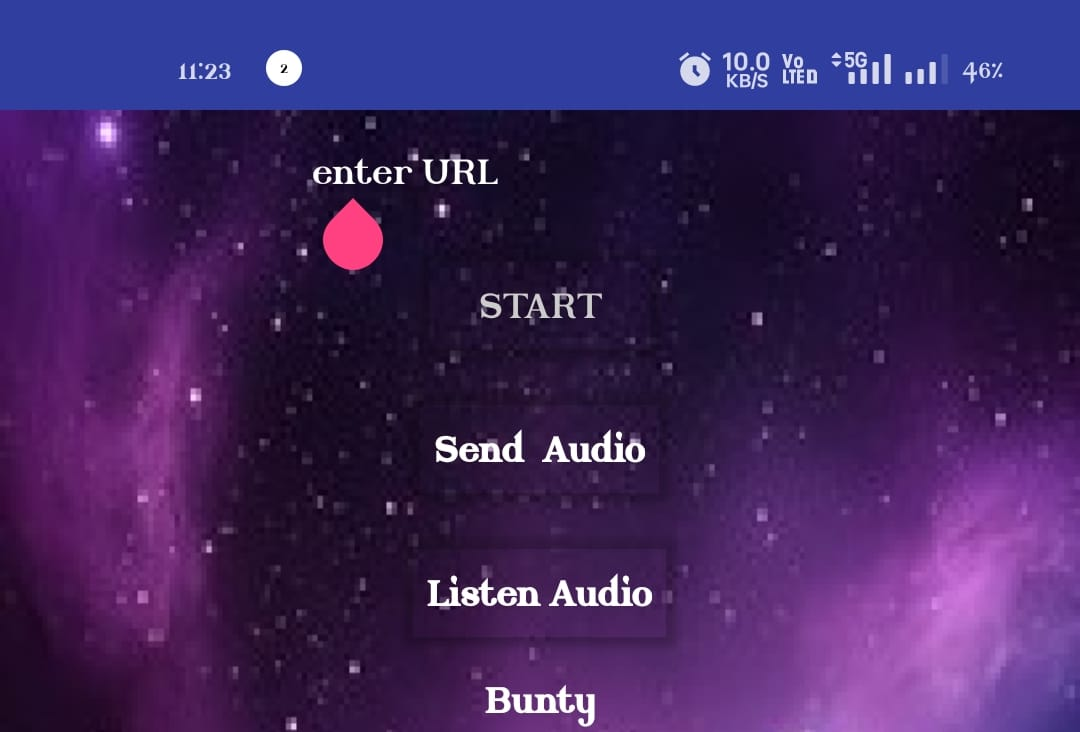 11:23 2 10.0 KB/S Vo LTE D 5G 46%
enter URL
START
Send Audio
Listen Audio
Bunty